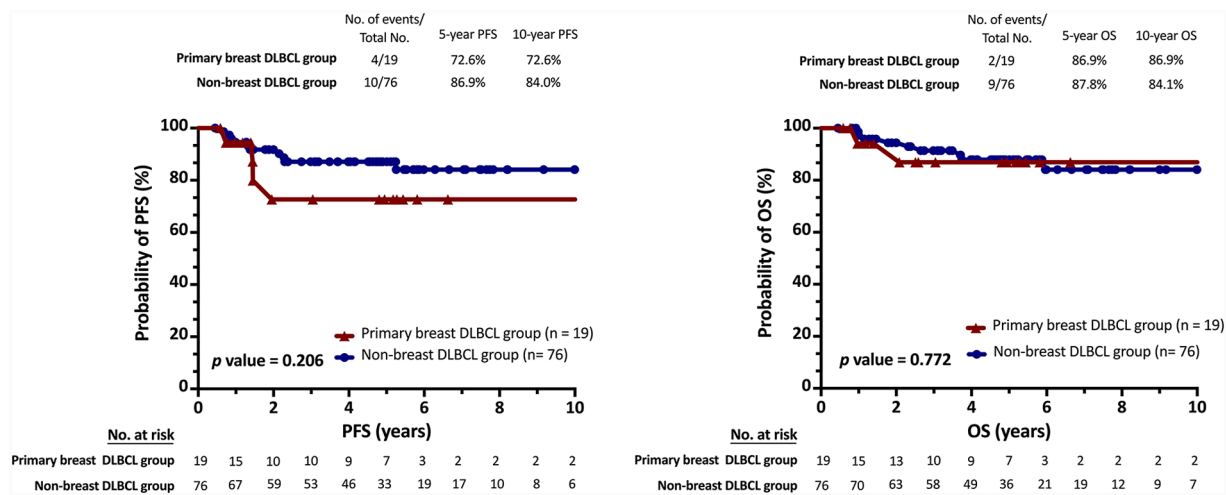 No. of events/
Total No. 5-year PFS 10-year PFS
Primary breast DLBCL group 4/19 72.6% 72.6%
Non-breast DLBCL group 10/76 86.9% 84.0%
100
80
60
40
20
0
Probability of PFS (%)
Primary breast DLBCL group (n = 19)
Non-breast DLBCL group (n= 76)
p value = 0.206
0 2 4 6 8 10
PFS (years)
No. at risk
Primary breast DLBCL group 19 15 10 10 9 7 3 2 2 2 2
Non-breast DLBCL group 76 67 59 53 46 33 19 17 10 8 6
No. of events/
Total No. 5-year OS 10-year OS
Primary breast DLBCL group 2/19 86.9% 86.9%
Non-breast DLBCL group 9/76 87.8% 84.1%
100
80
60
40
20
0
Probability of OS (%)
Primary breast DLBCL group (n = 19)
Non-breast DLBCL group (n= 76)
p value = 0.772
0 2 4 6 8 10
OS (years)
No. at risk
Primary breast DLBCL group 19 15 13 10 9 7 3 2 2 2 2
Non-breast DLBCL group 76 70 63 58 49 36 21 19 12 9 7